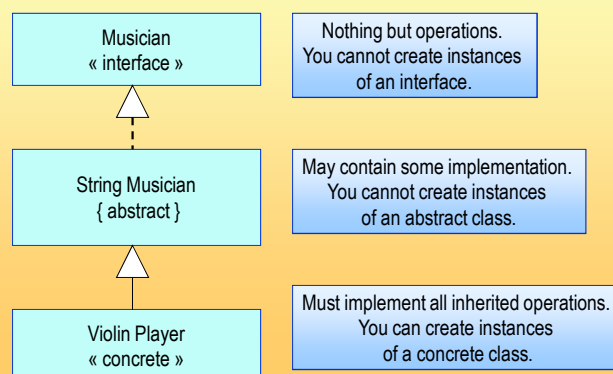 Musician
« interface »
Nothing but operations.
You cannot create instances
of an interface.
String Musician
{ abstract }
May contain some implementation.
You cannot create instances
of an abstract class.
Violin Player
« concrete »
Must implement all inherited operations.
You can create instances
of a concrete class.